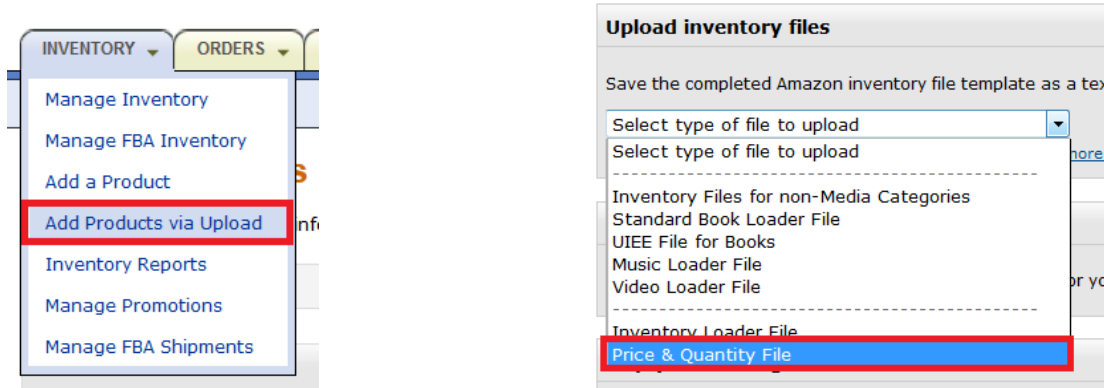 INVENTORY
ORDERS
Manage Inventory
Manage FBA Inventory
Add a Product
Add Products via Upload
Inventory Reports
Manage Promotions
Manage FBA Shipments
Upload inventory files
Save the completed Amazon inventory file template as a tex
Select type of file to upload
Select type of file to upload
more
Inventory Files for non-Media Categories
Standard Book Loader File
UIEE File for Books
Music Loader File
Video Loader File
Inventory Loader File
Price & Quantity File